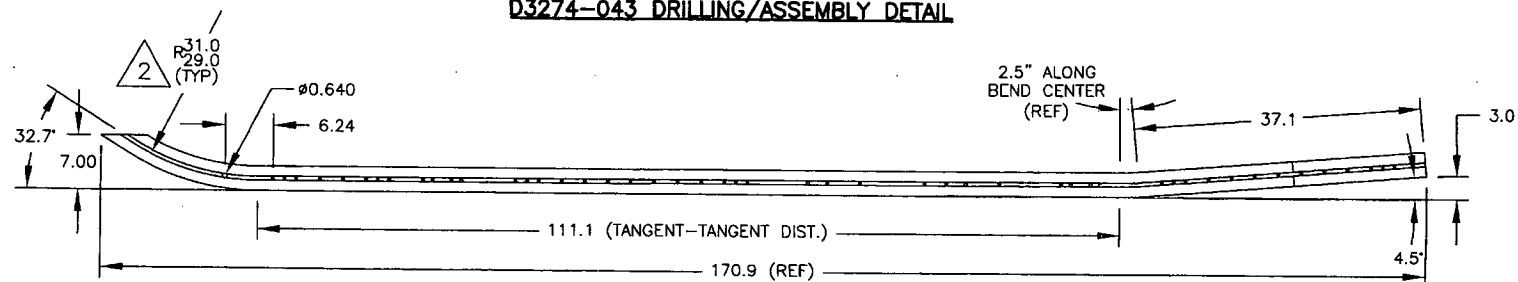 D3274-043 DRILLING/ASSEMBLY DETAIL
2
R31.0
29.0
(TYP)
Ø0.640
6.24
32.7°
7.00
2.5" ALONG
BEND CENTER
(REF)
37.1
3.0
111.1 (TANGENT-TANGENT DIST.)
170.9 (REF)
4.5°